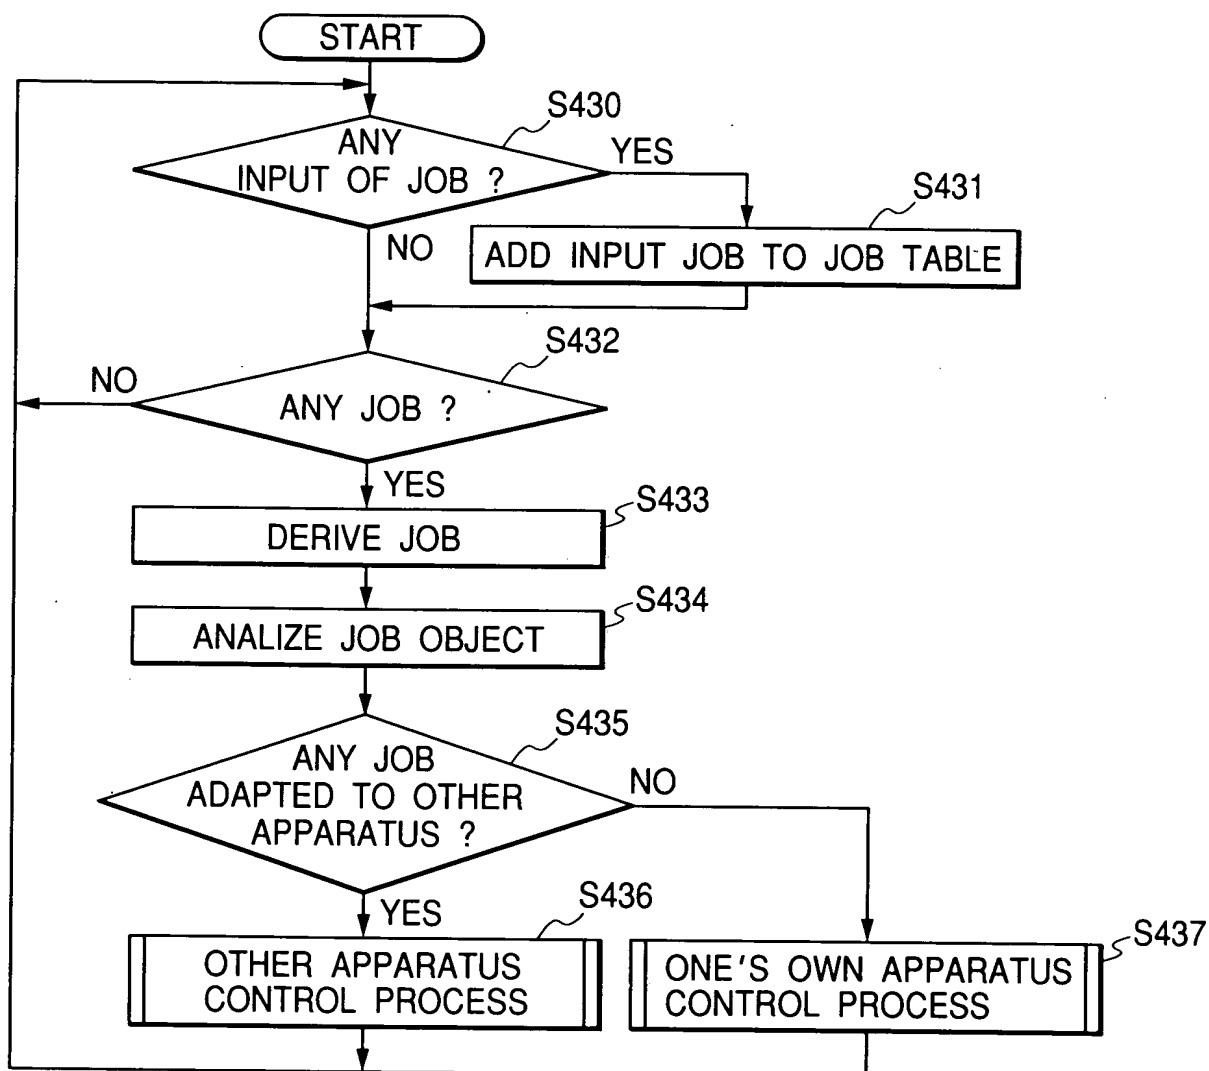 START
S430
ANY
INPUT OF JOB ?
YES
S431
NO
ADD INPUT JOB TO JOB TABLE
S432
NO
ANY JOB ?
YES
S433
DERIVE JOB
S434
ANALIZE JOB OBJECT
S435
ANY JOB
ADAPTED TO OTHER
APPARATUS ?
NO
YES
S436
OTHER APPARATUS
CONTROL PROCESS
S437
ONE'S OWN APPARATUS
CONTROL PROCESS